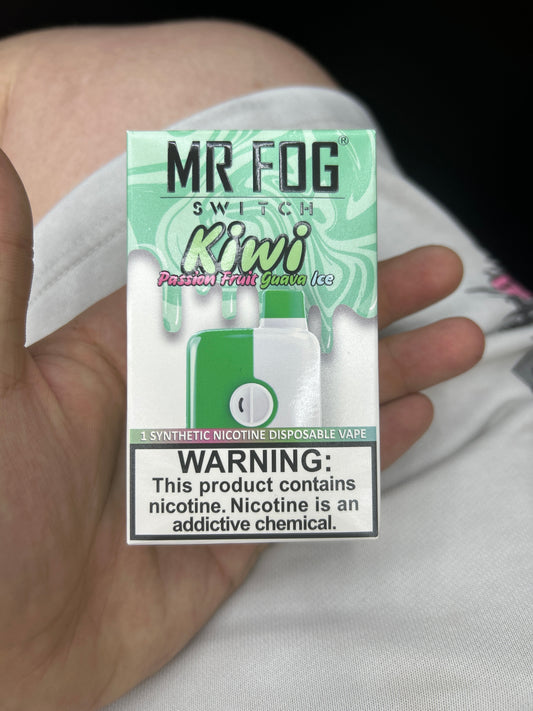 MR FOG®
SWITCH
Kiwi
Passion Fruit Guava Ice
1 SYNTHETIC NICOTINE DISPOSABLE VAPE
WARNING:
This product contains
nicotine. Nicotine is an
addictive chemical.